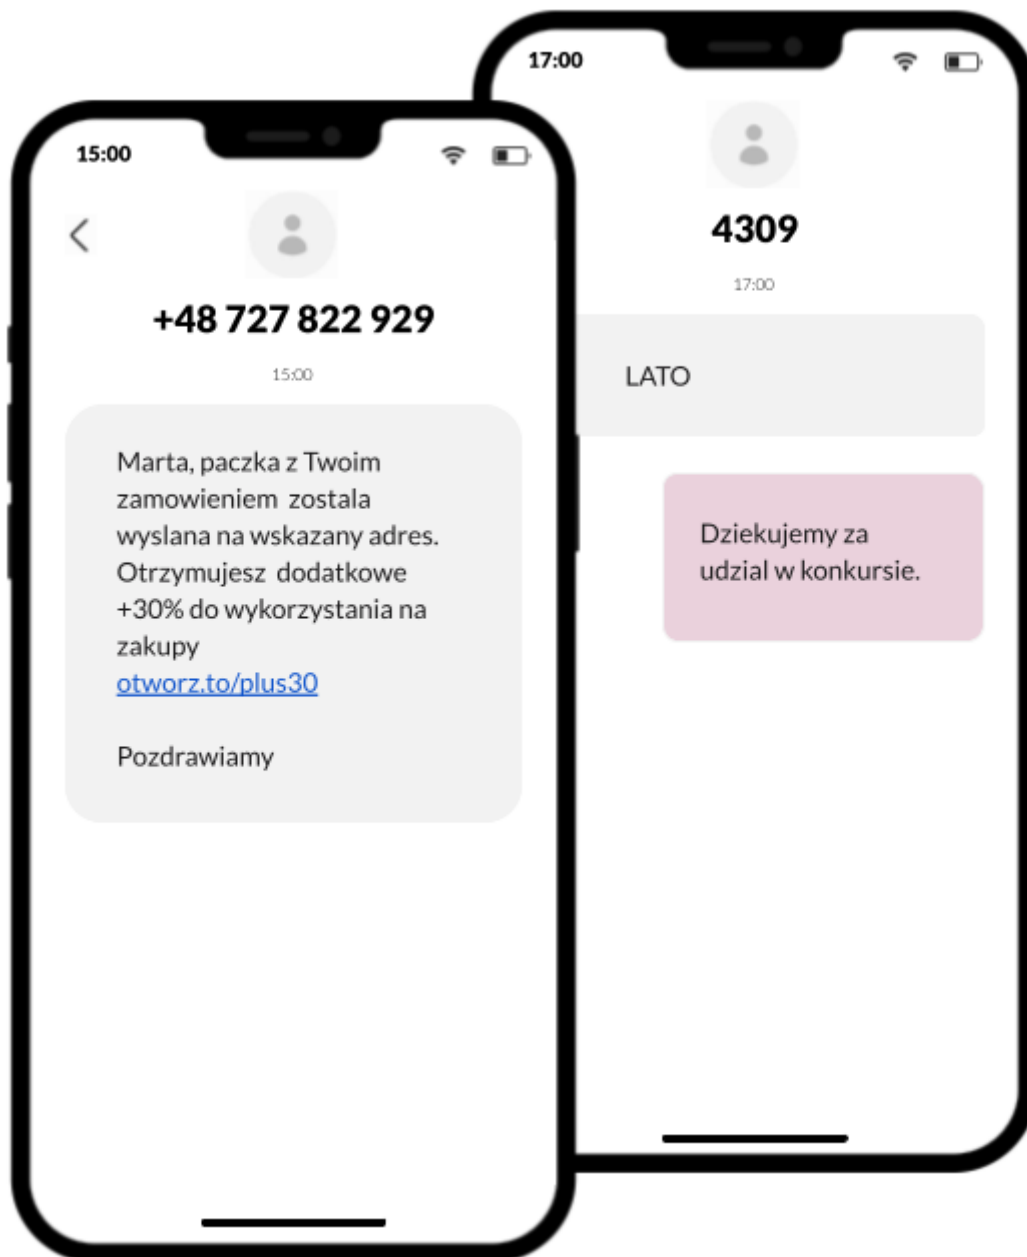 15:00
+48 727 822 929
15:00
Marta, paczka z Twoim
zamowieniem zostala
wyslana na wskazany adres.
Otrzymujesz dodatkowe
+30% do wykorzystania na
zakupy
otworz.to/plus30
Pozdrawiamy
17:00
4309
17:00
LATO
Dziekujemy za
udzial w konkursie.